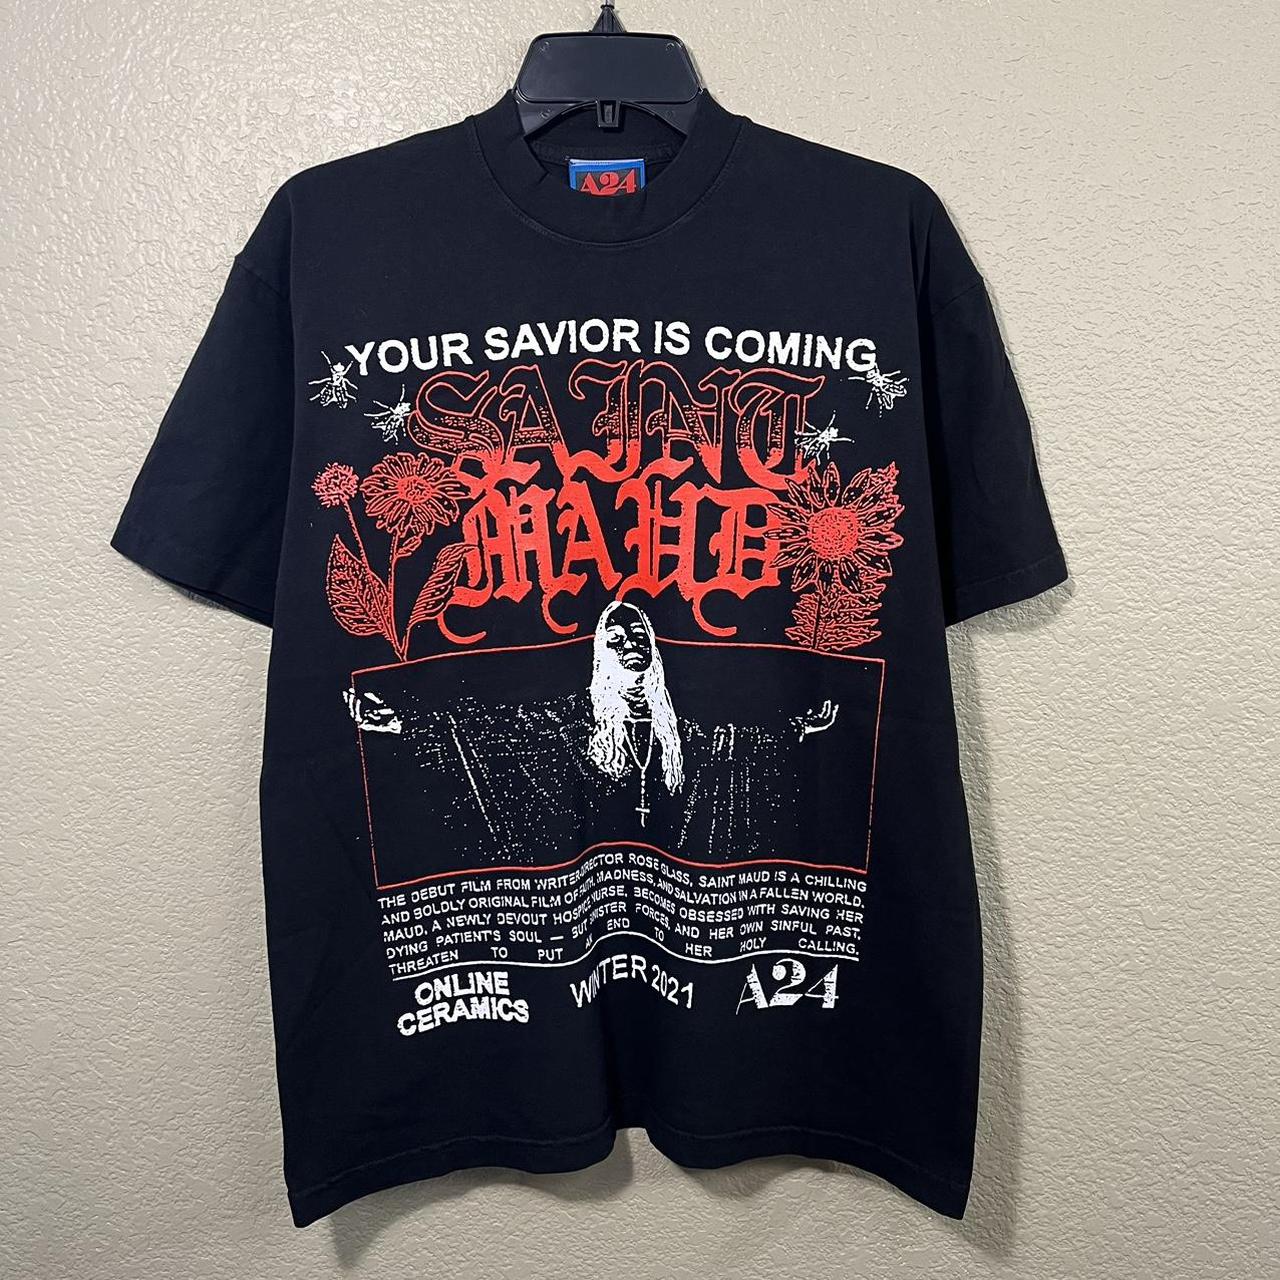 A24
YOUR SAVIOR IS COMING
SAINT
MAUD
THE DEBUT FILM FROM WRITER-DIRECTOR ROSE GLASS, SAINT MAUD IS A CHILLING
AND BOLDLY ORIGINAL FILM OF FAITH, MADNESS, AND SALVATION IN A FALLEN WORLD.
MAUD, A NEWLY DEVOUT HOSPICE NURSE, BECOMES OBSESSED WITH SAVING HER
DYING PATIENT'S SOUL — BUT SINISTER FORCES, AND HER OWN SINFUL PAST,
THREATEN TO PUT AN END TO HER HOLY CALLING.
ONLINE
CERAMICS
WINTER 2021
A24